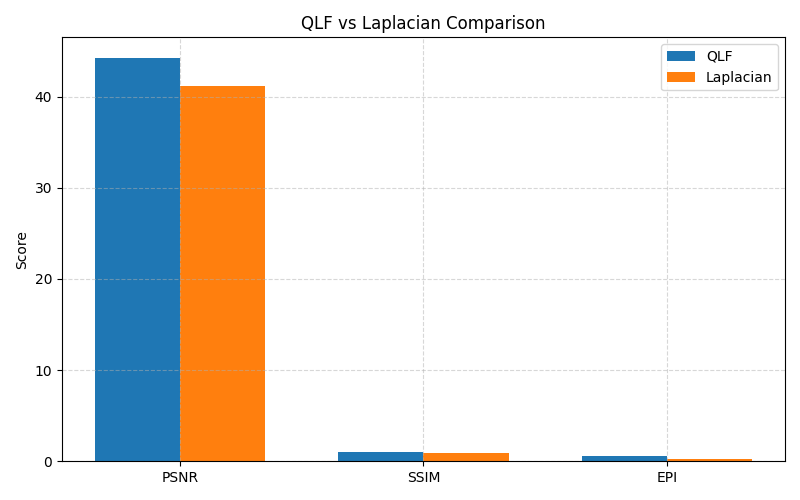 QLF vs Laplacian Comparison
QLF
Laplacian
Score
40
30
20
10
0
PSNR
SSIM
EPI